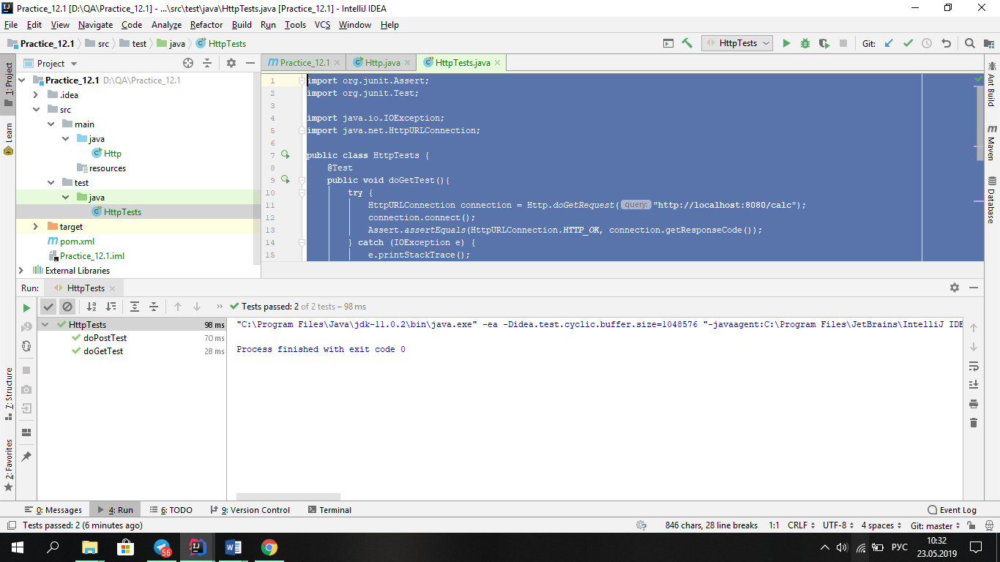 Practice_12.1 [D:\QA\Practice_12.1] - ...\src\test\java\HttpTests.java [Practice_12.1] - IntelliJ IDEA
File Edit View Navigate Code Analyze Refactor Build Run Tools VCS Window Help
Practice_12.1 src test java HttpTests HttpTests Git:
1: Project
Learn
7: Structure
2: Favorites
Project
Practice_12.1 D:\QA\Practice_12.1
.idea
src
main
java
Http
resources
test
java
HttpTests
target
pom.xml
Practice_12.1.iml
External Libraries
Practice_12.1 Http.java HttpTests.java
1 import org.junit.Assert;
2 import org.junit.Test;
3
4 import java.io.IOException;
5 import java.net.HttpURLConnection;
6
7 public class HttpTests {
8 @Test
9 public void doGetTest(){
10 try {
11 HttpURLConnection connection = Http.doGetRequest( query: "http://localhost:8080/calc");
12 connection.connect();
13 Assert.assertEquals(HttpURLConnection.HTTP_OK, connection.getResponseCode());
14 } catch (IOException e) {
15 e.printStackTrace();
Ant Build
Maven
Database
Run: HttpTests
Tests passed: 2 of 2 tests – 98 ms
HttpTests 98 ms
doPostTest 70 ms
doGetTest 28 ms
"C:\Program Files\Java\jdk-11.0.2\bin\java.exe" -ea -Didea.test.cyclic.buffer.size=1048576 "-javaagent:C:\Program Files\JetBrains\IntelliJ IDE
Process finished with exit code 0
0: Messages 4: Run 6: TODO 9: Version Control Terminal Event Log
Tests passed: 2 (6 minutes ago) 846 chars, 28 line breaks 1:1 CRLF UTF-8 4 spaces Git: master
56
РУС
10:32
23.05.2019